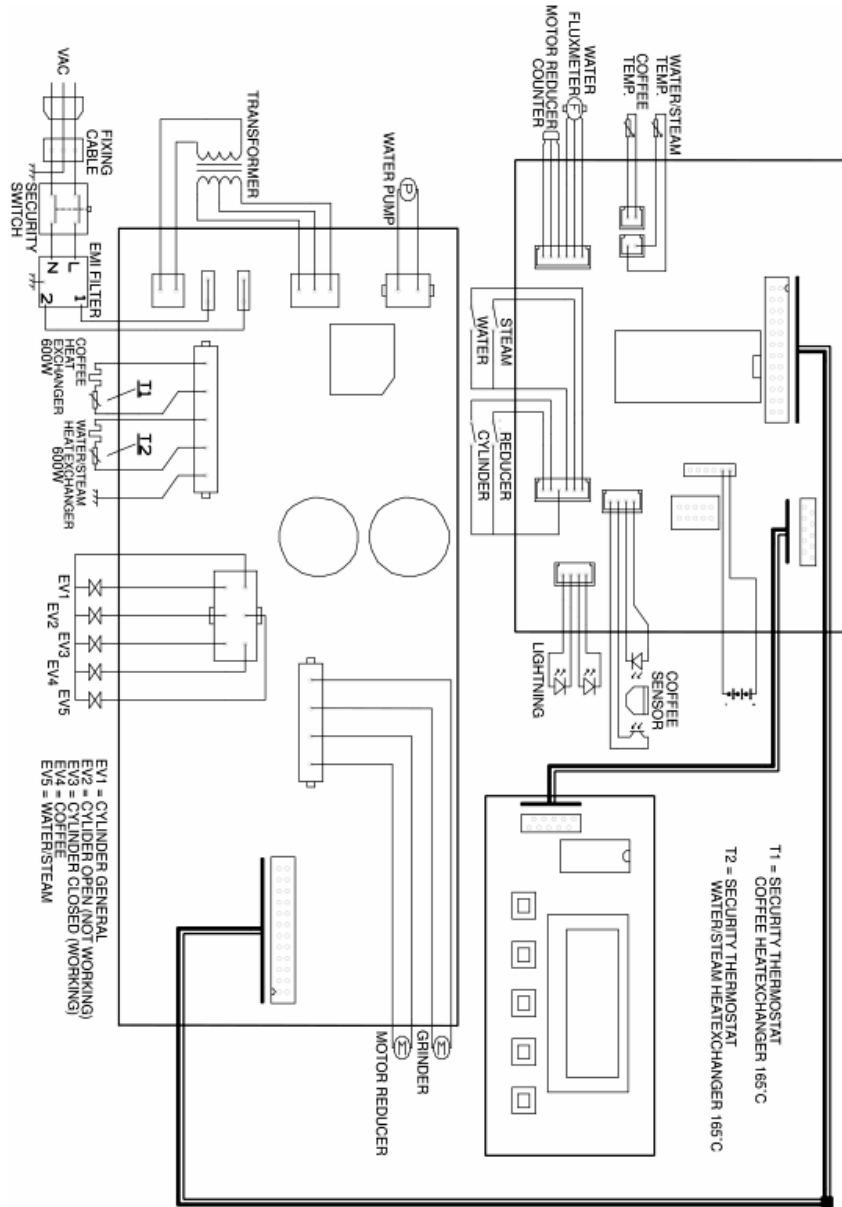 VAC
FIXING
CABLE
SECURITY
SWITCH
N
L
EMI FILTER
2
1
TRANSFORMER
WATER PUMP
P
COFFEE
HEAT
EXCHANGER
600W
T1
WATER/STEAM
HEAT EXCHANGER
600W
T2
EV1
EV2
EV3
EV4
EV5
EV1 = CYLINDER GENERAL
EV2 = CYLIDER OPEN (NOT WORKING)
EV3 = CYLINDER CLOSED (WORKING)
EV4 = COFFEE
EV5 = WATER/STEAM
GRINDER
M
MOTOR REDUCER
M
WATER
FLUXMETER
F
MOTOR REDUCER
COUNTER
WATER/STEAM
TEMP.
COFFEE
TEMP.
STEAM
WATER
REDUCER
CYLINDER
LIGHTNING
COFFEE
SENSOR
T1 = SECURITY THERMOSTAT
COFFEE HEATEXCHANGER 165°C
T2 = SECURITY THERMOSTAT
WATER/STEAM HEATEXCHANGER 165°C